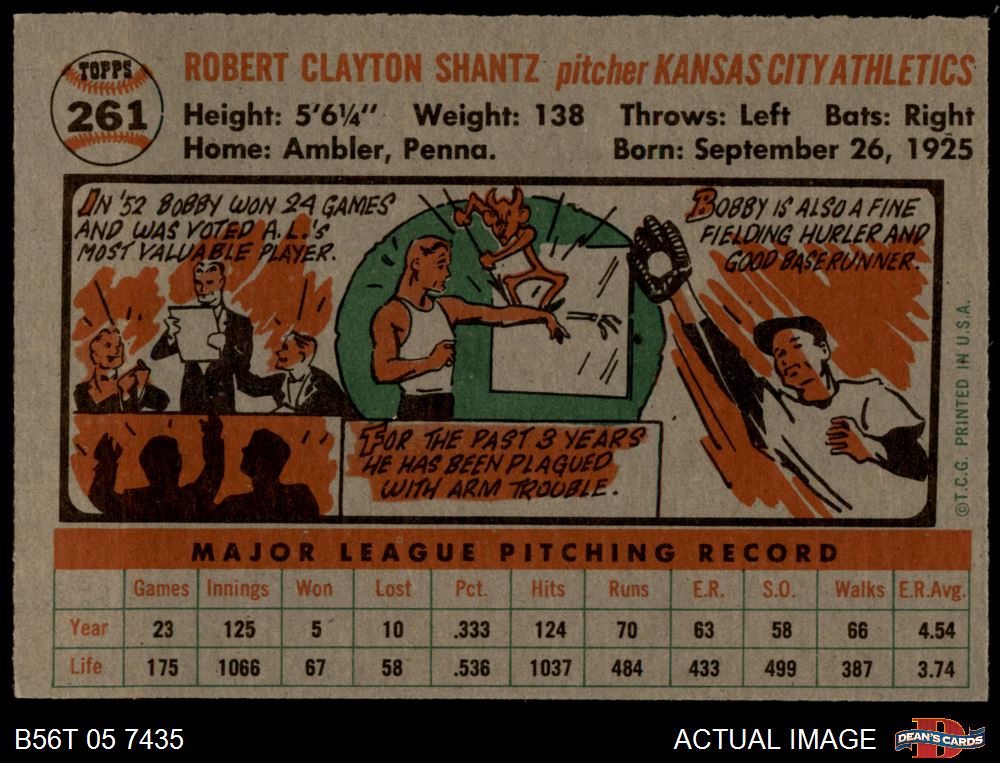 TOPPS
261
ROBERT CLAYTON SHANTZ pitcher KANSAS CITY ATHLETICS
Height: 5'6¼" Weight: 138 Throws: Left Bats: Right
Home: Ambler, Penna. Born: September 26, 1925
IN '52 BOBBY WON 24 GAMES
AND WAS VOTED A.L.'s
MOST VALUABLE PLAYER.
FOR THE PAST 3 YEARS
HE HAS BEEN PLAGUED
WITH ARM TROUBLE.
BOBBY IS ALSO A FINE
FIELDING HURLER AND
GOOD BASERUNNER.
©T.C.G. PRINTED IN U.S.A.
MAJOR LEAGUE PITCHING RECORD
Games Innings Won Lost Pct. Hits Runs E.R. S.O. Walks E.R.Avg.
Year 23 125 5 10 .333 124 70 63 58 66 4.54
Life 175 1066 67 58 .536 1037 484 433 499 387 3.74
B56T 05 7435
ACTUAL IMAGE
DEAN'S CARDS